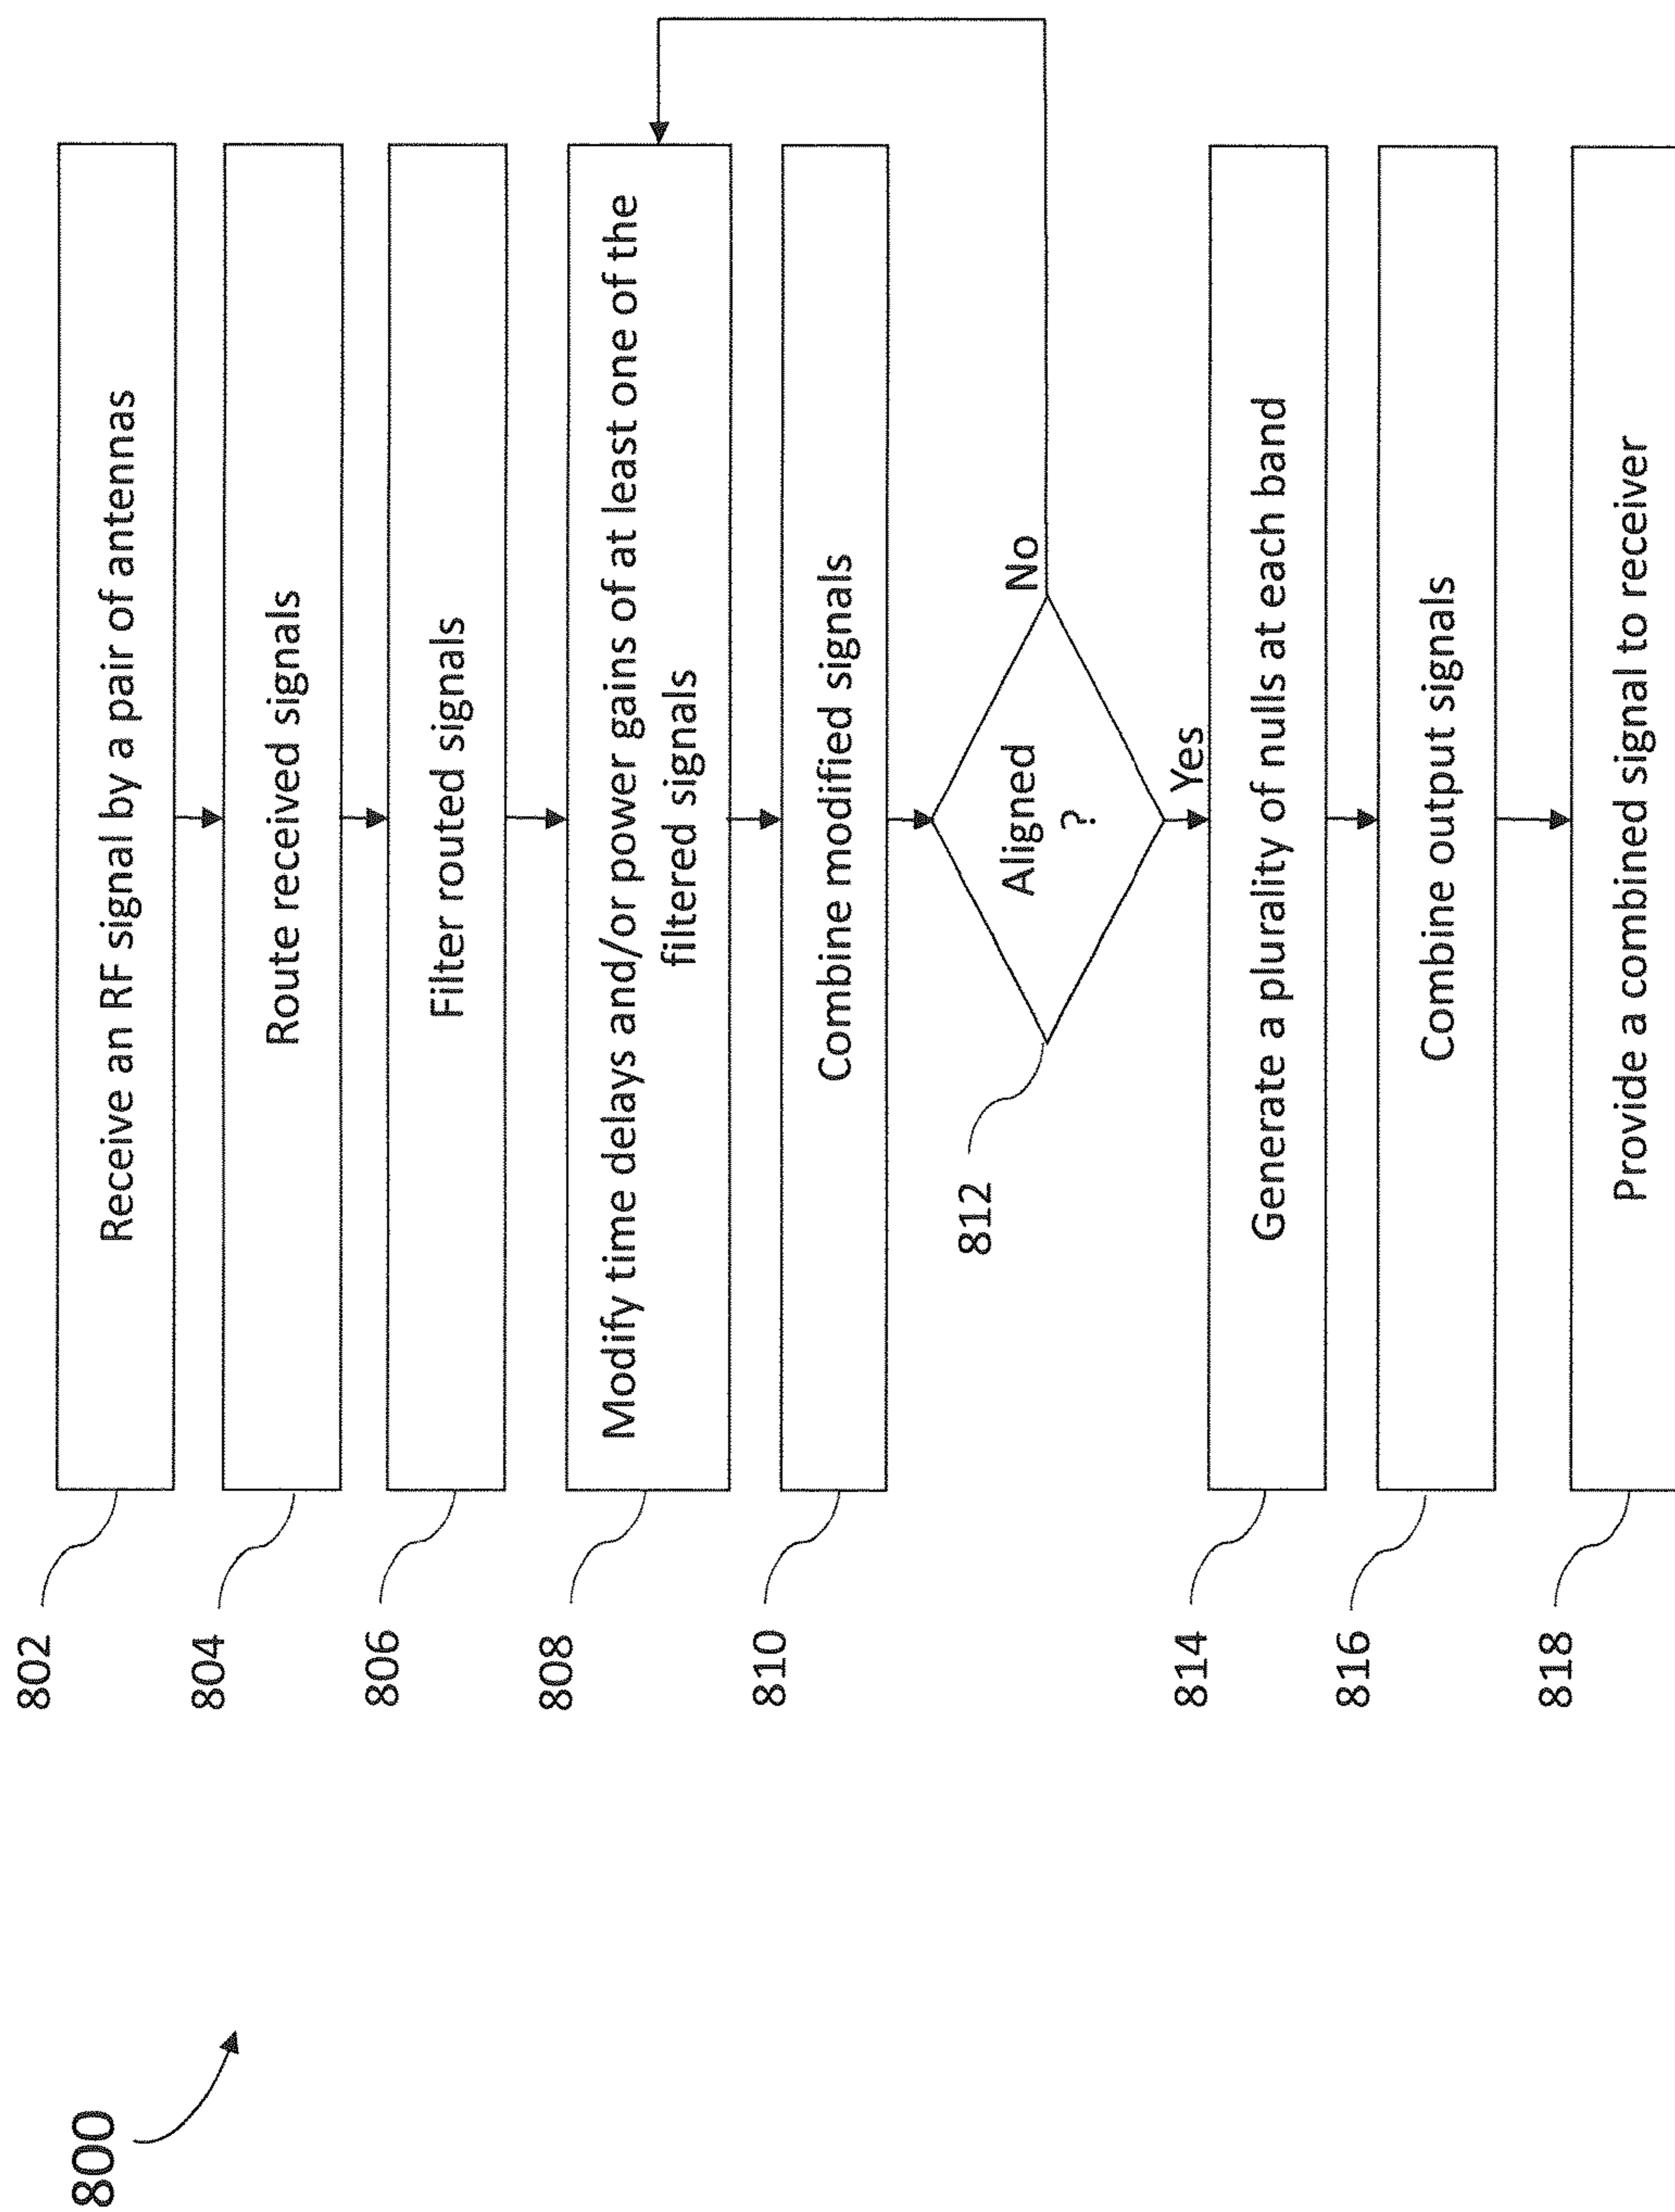 800
802
Receive an RF signal by a pair of antennas
804
Route received signals
806
Filter routed signals
808
Modify time delays and/or power gains of at least one of the
filtered signals
810
Combine modified signals
812
Aligned
?
No
Yes
814
Generate a plurality of nulls at each band
816
Combine output signals
818
Provide a combined signal to receiver